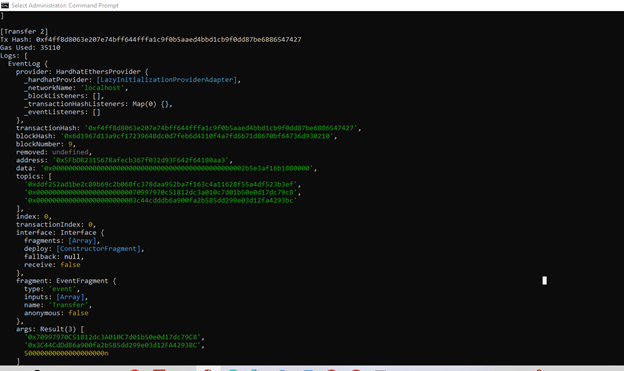 Select Administrator: Command Prompt
]
[Transfer 2]
Tx Hash: 0xf4ff8d8063e207e74bff644fffa1c9f0b5aaed4bbd1cb9f0dd87be6886547427
Gas Used: 35110
Logs: [
EventLog {
provider: HardhatEthersProvider {
_hardhatProvider: [LazyInitializationProviderAdapter],
_networkName: 'localhost',
_blockListeners: [],
_transactionHashListeners: Map(0) {},
_eventListeners: []
},
transactionHash: '0xf4ff8d8063e207e74bff644fffa1c9f0b5aaed4bbd1cb9f0dd87be6886547427',
blockHash: '0x6d1967d13a9cf17239648dc0d7feb6d4110f4a7fd6b71d8670bf64736d930210',
blockNumber: 9,
removed: undefined,
address: '0x5FbDB2315678afecb367f032d93F642f64180aa3',
data: '0x000000000000000000000000000000000000000000000002b5e3af16b1880000',
topics: [
'0xddf252ad1be2c89b69c2b068fc378daa952ba7f163c4a11628f55a4df523b3ef',
'0x00000000000000000000000070997970c51812dc3a010c7d01b50e0d17dc79c8',
'0x0000000000000000000000003c44cdddb6a900fa2b585dd299e03d12fa4293bc'
],
index: 0,
transactionIndex: 0,
interface: Interface {
fragments: [Array],
deploy: [ConstructorFragment],
fallback: null,
receive: false
},
fragment: EventFragment {
type: 'event',
inputs: [Array],
name: 'Transfer',
anonymous: false
},
args: Result(3) [
'0x70997970C51812dc3A010C7d01b50e0d17dc79C8',
'0x3C44CdDdB6a900fa2b585dd299e03d12FA4293BC',
50000000000000000000n
]